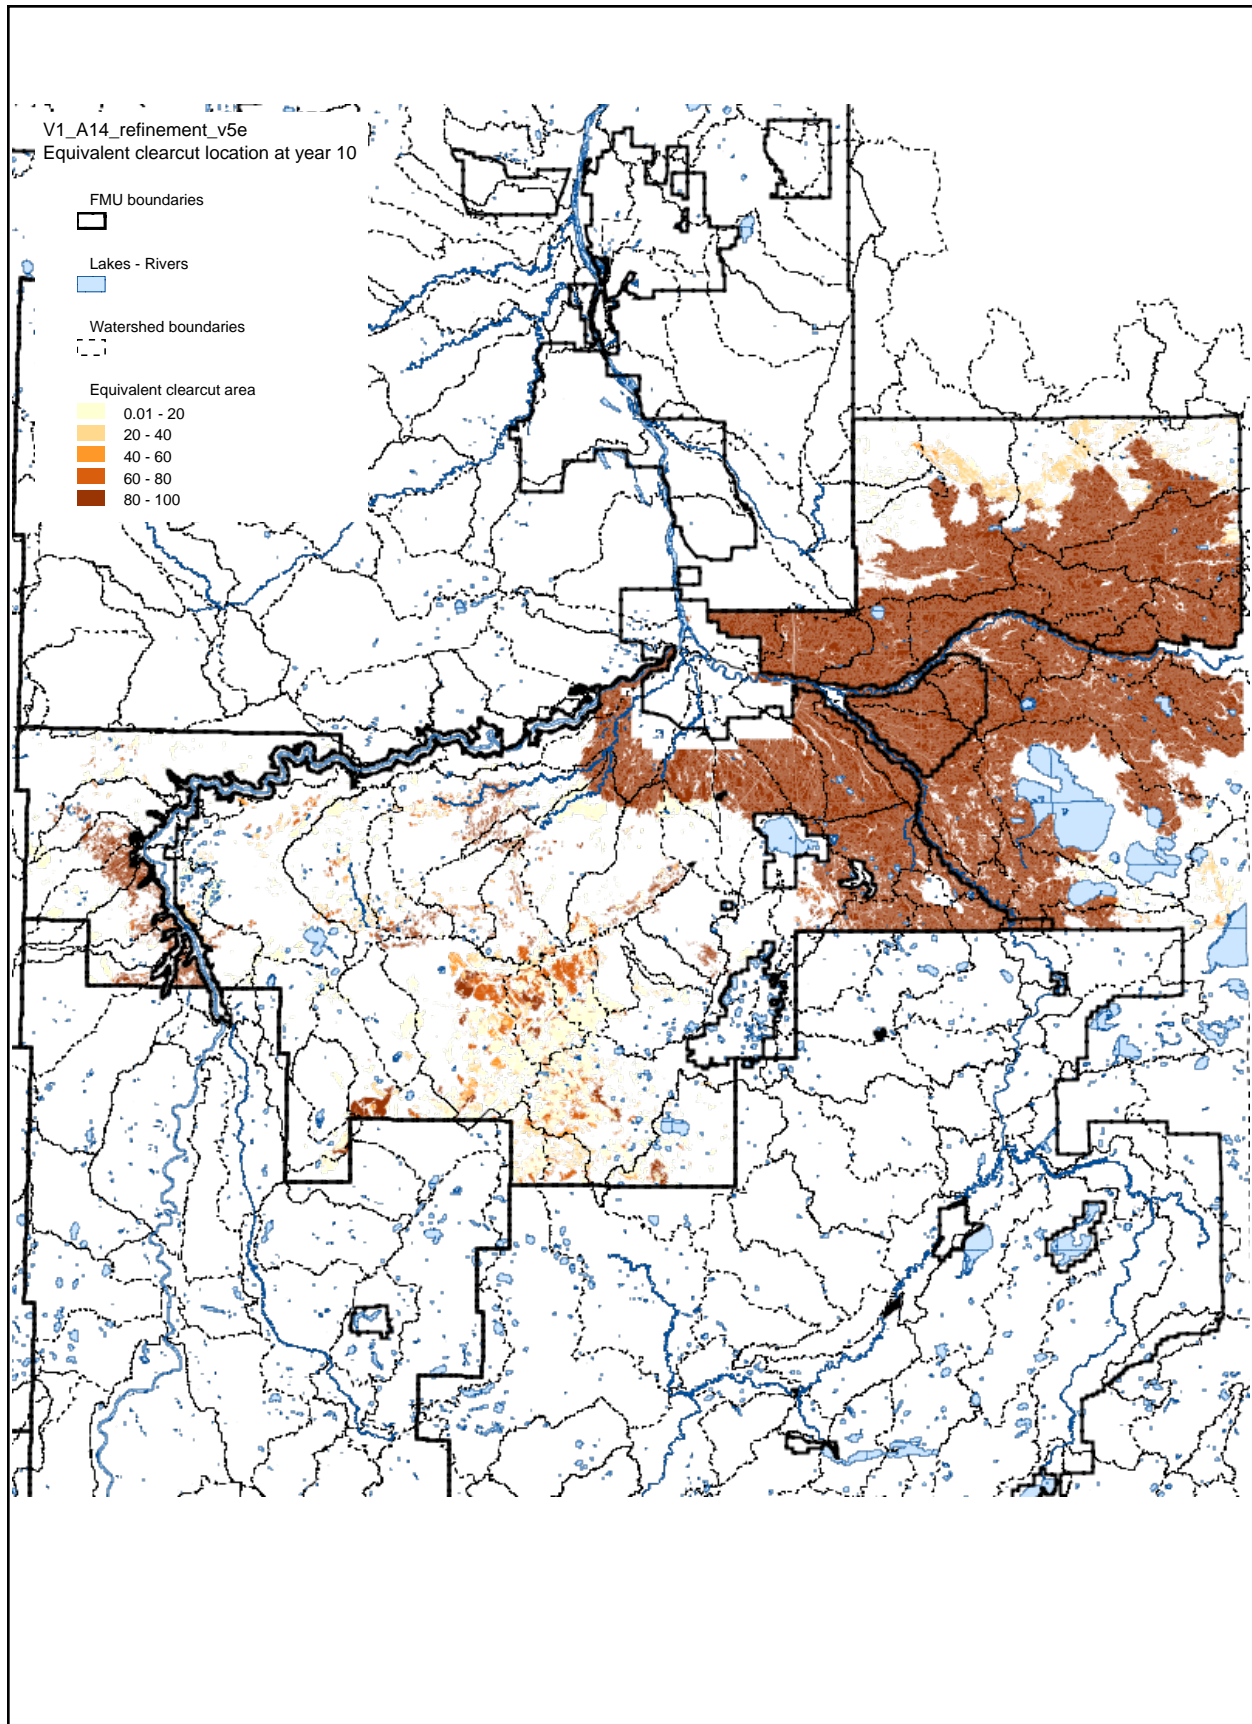 V1_A14_refinement_v5e
Equivalent clearcut location at year 10
FMU boundaries
Lakes - Rivers
Watershed boundaries
Equivalent clearcut area
0.01 - 20
20 - 40
40 - 60
60 - 80
80 - 100